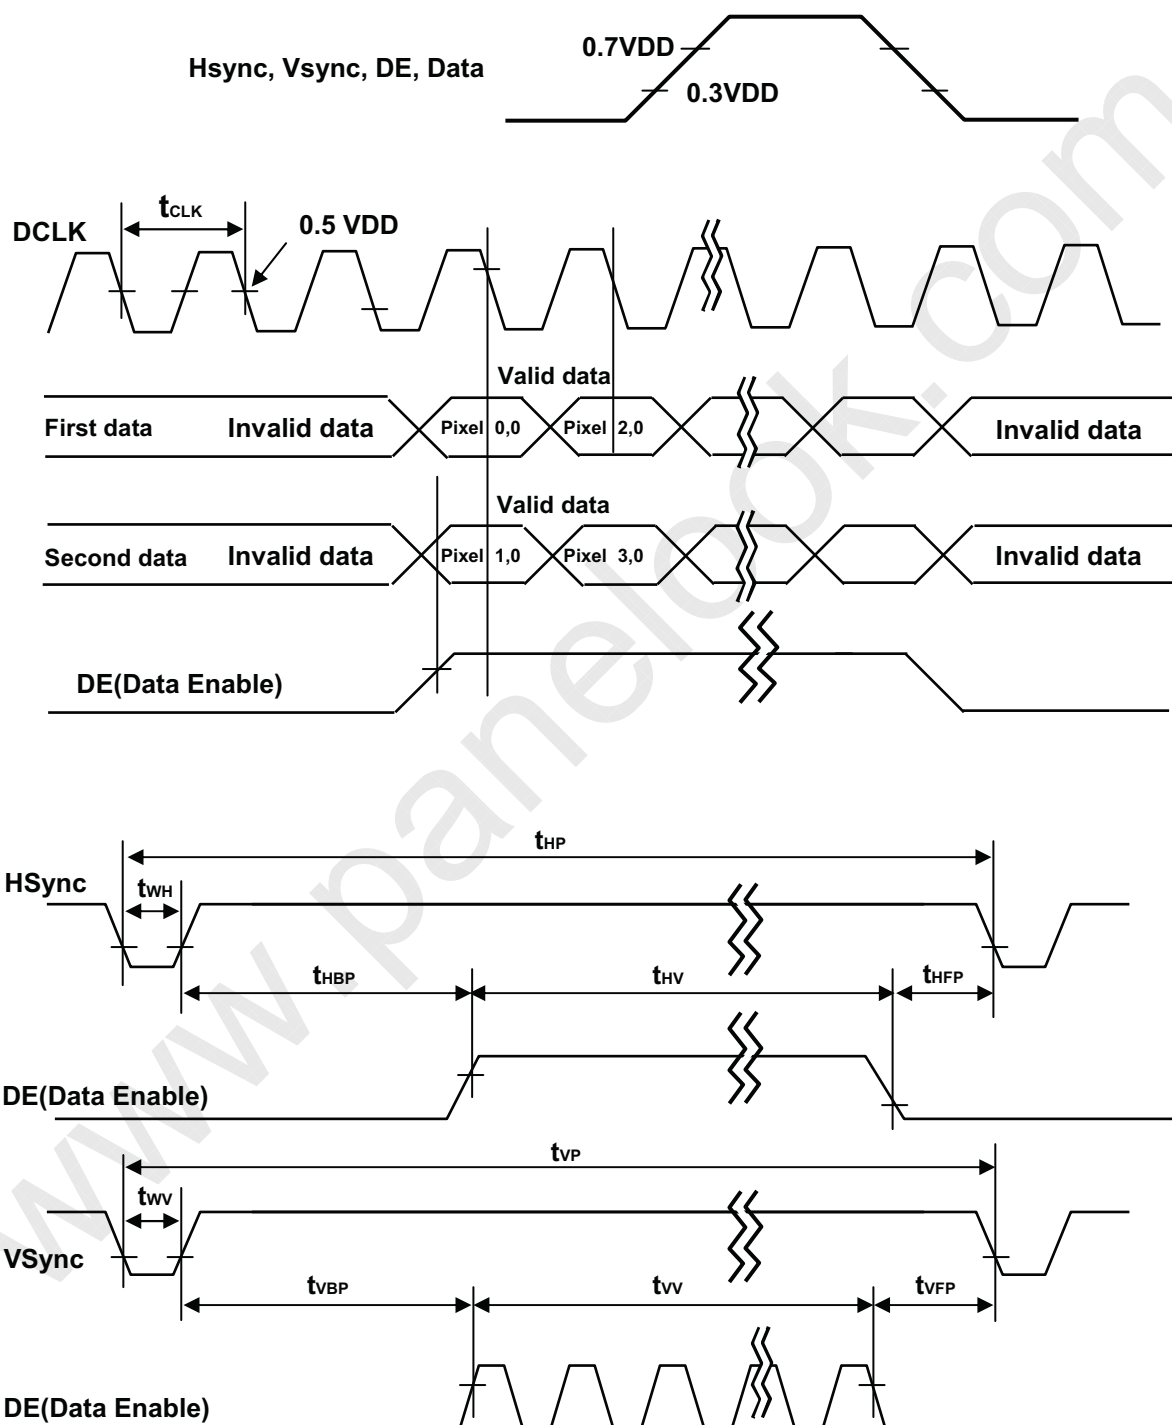 0.7VDD
Hsync, Vsync, DE, Data
0.3VDD
tCLK
DCLK
0.5 VDD
Valid data
First data Invalid data Pixel 0,0 Pixel 2,0 Invalid data
Valid data
Second data Invalid data Pixel 1,0 Pixel 3,0 Invalid data
DE(Data Enable)
tHP
HSync
tWH
tHBP tHV tHFP
DE(Data Enable)
tVP
tWV
VSync
tVBP tVV tVFP
DE(Data Enable)
www.panelook.com